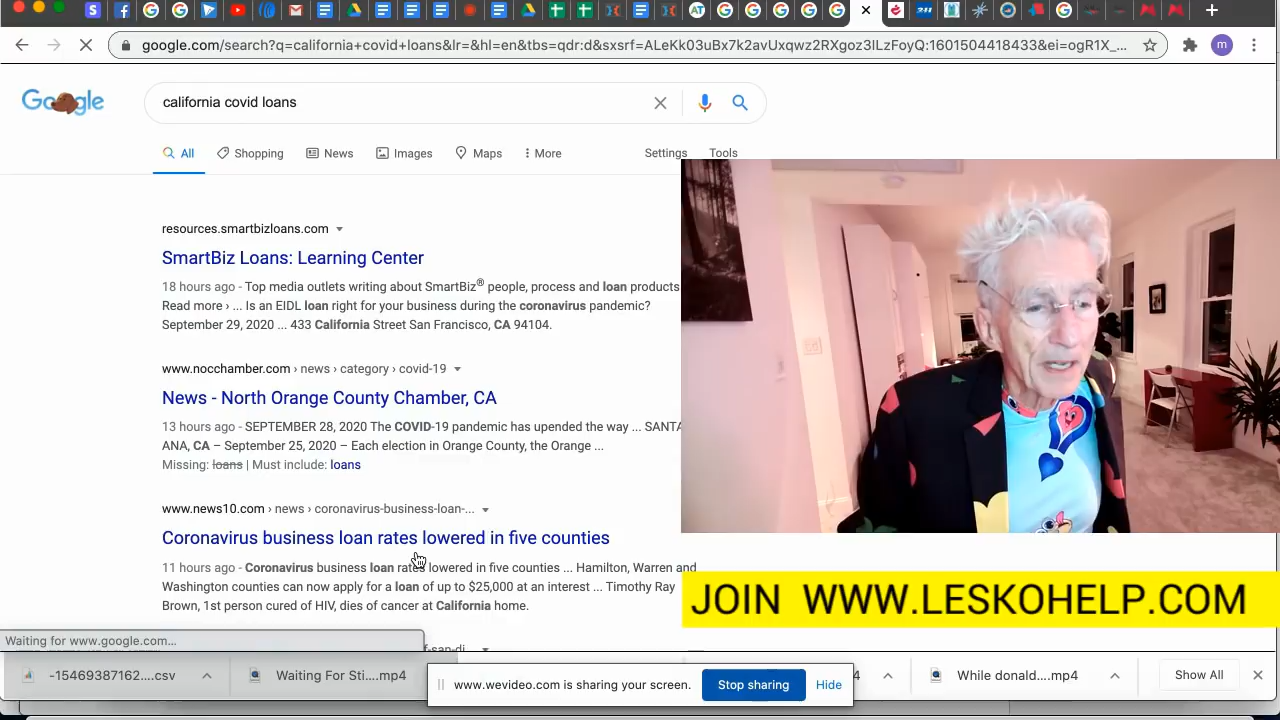 google.com/search?q=california+covid+loans&lr=&hl=en&tbs=qdr:d&sxsrf=ALeKk03uBx7k2avUxqwz2RXgoz3lLzFoyQ:1601504418433&ei=ogR1X_...
m
Google
california covid loans
All
Shopping
News
Images
Maps
More
Settings
Tools
resources.smartbizloans.com
SmartBiz Loans: Learning Center
18 hours ago - Top media outlets writing about SmartBiz® people, process and loan products
Read more › ... Is an EIDL loan right for your business during the coronavirus pandemic?
September 29, 2020 ... 433 California Street San Francisco, CA 94104.
www.nocchamber.com › news › category › covid-19
News - North Orange County Chamber, CA
13 hours ago - SEPTEMBER 28, 2020 The COVID-19 pandemic has upended the way ... SANTA
ANA, CA – September 25, 2020 – Each election in Orange County, the Orange ...
Missing: loans | Must include: loans
www.news10.com › news › coronavirus-business-loan-...
Coronavirus business loan rates lowered in five counties
11 hours ago - Coronavirus business loan rates lowered in five counties ... Hamilton, Warren and
Washington counties can now apply for a loan of up to $25,000 at an interest ... Timothy Ray
Brown, 1st person cured of HIV, dies of cancer at California home.
JOIN WWW.LESKOHELP.COM
Waiting for www.google.com...
-15469387162....csv
Waiting For Sti....mp4
www.wevideo.com is sharing your screen.
Stop sharing
Hide
While donald....mp4
Show All